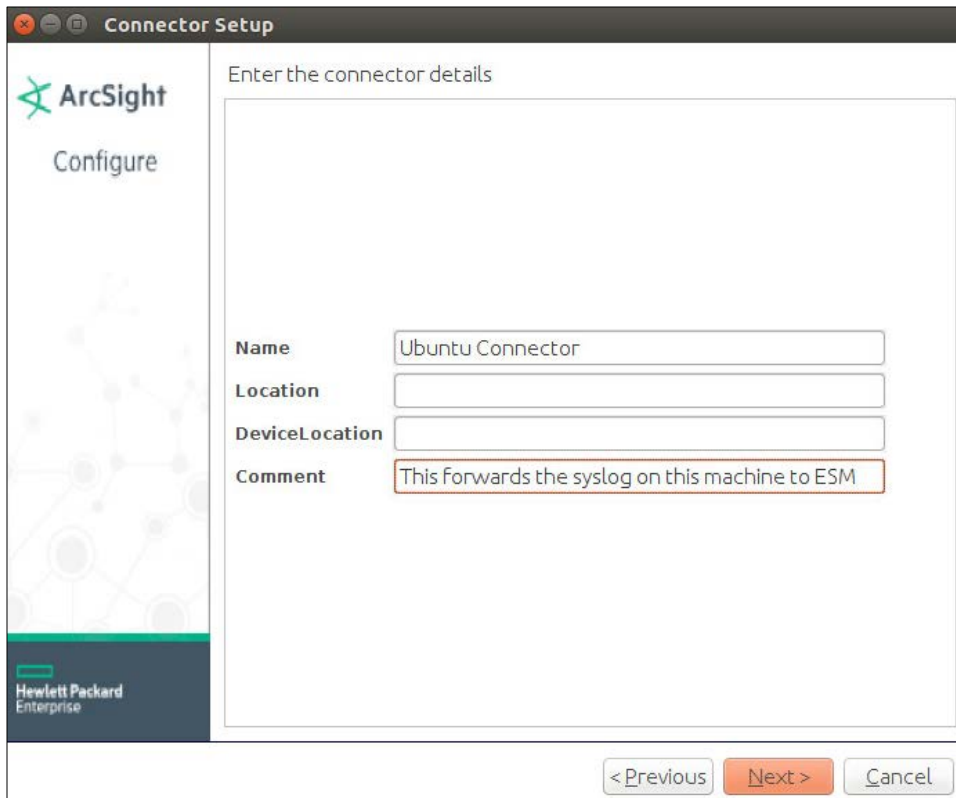 Connector Setup
ArcSight
Configure
Enter the connector details
Name Ubuntu Connector
Location
DeviceLocation
Comment This forwards the syslog on this machine to ESM
Hewlett Packard
Enterprise
< Previous Next > Cancel